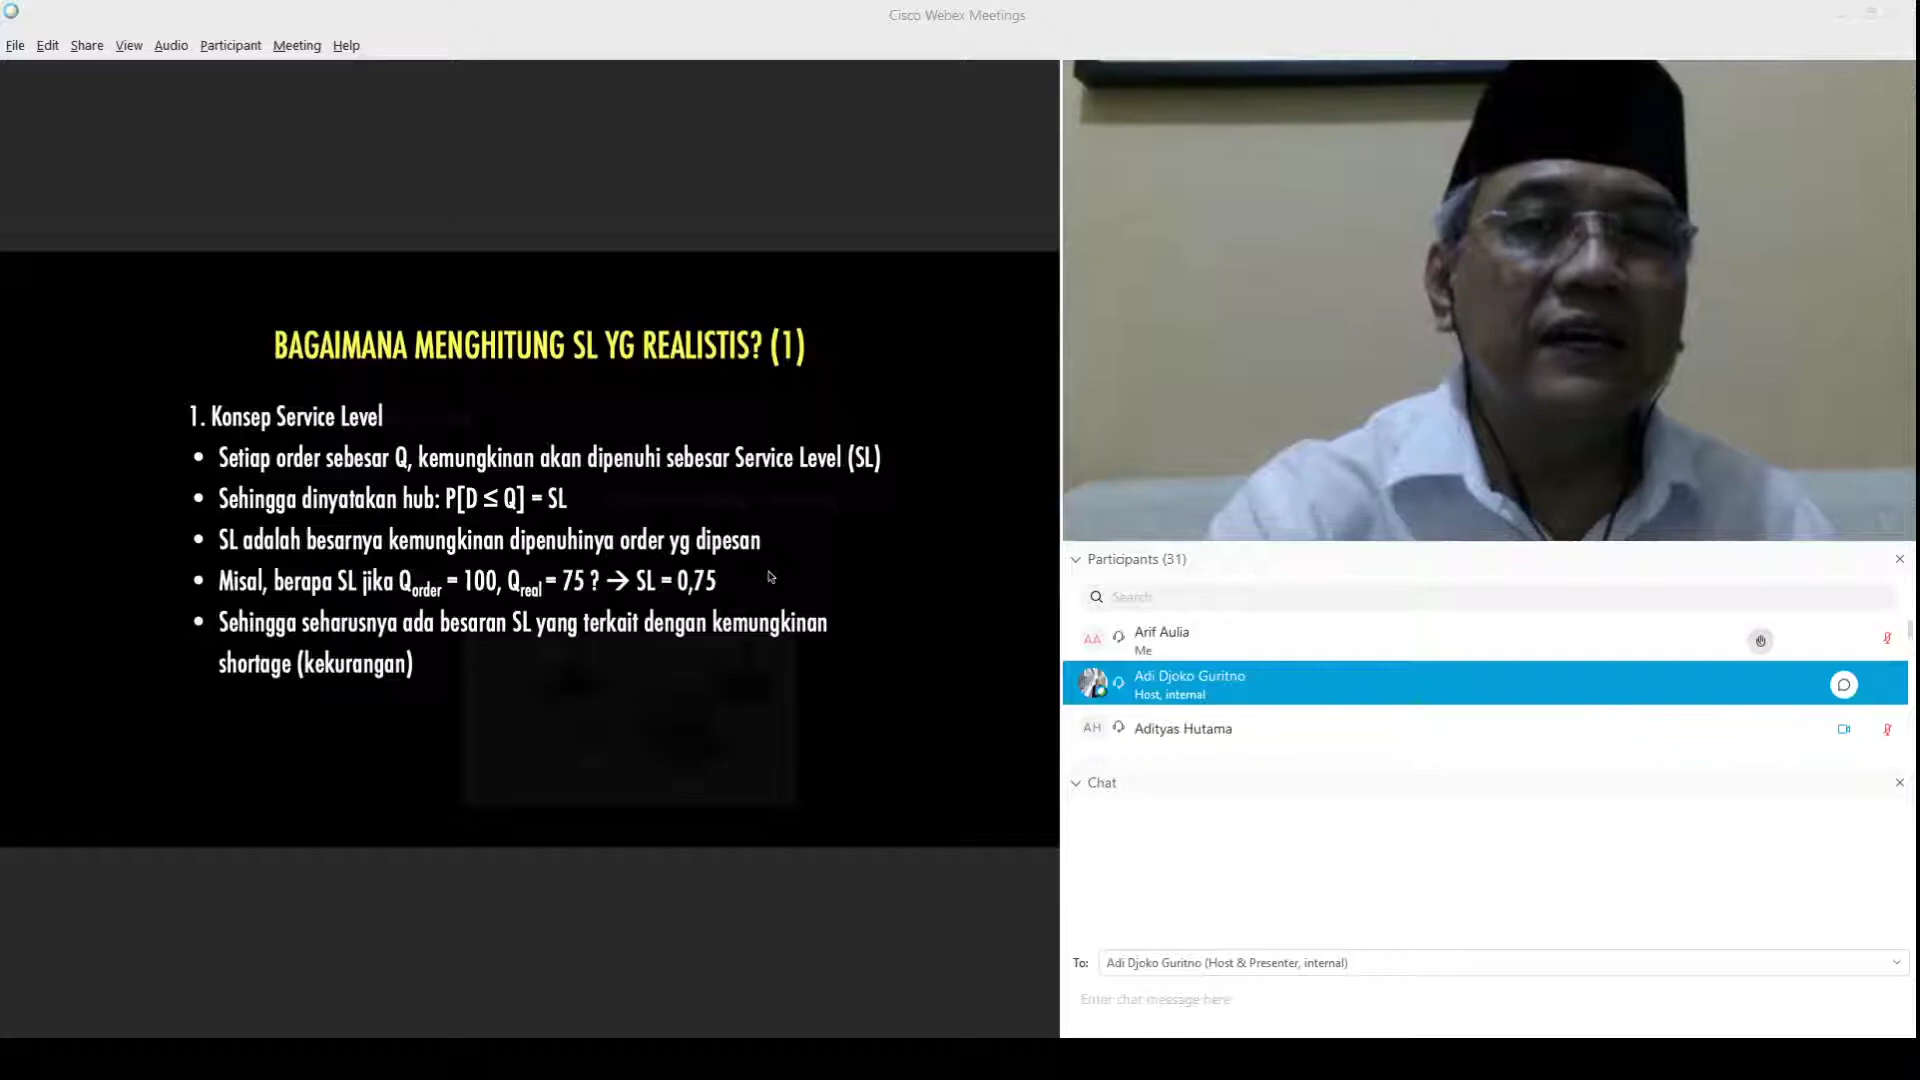 Cisco Webex Meetings
File Edit Share View Audio Participant Meeting Help
BAGAIMANA MENGHITUNG SL YG REALISTIS? (1)
1. Konsep Service Level
• Setiap order sebesar Q, kemungkinan akan dipenuhi sebesar Service Level (SL)
• Sehingga dinyatakan hub: P[D ≤ Q] = SL
• SL adalah besarnya kemungkinan dipenuhinya order yg dipesan
• Misal, berapa SL jika Qorder = 100, Qreal = 75 ? → SL = 0,75
• Sehingga seharusnya ada besaran SL yang terkait dengan kemungkinan
shortage (kekurangan)
Participants (31)
Search
AA Arif Aulia
Me
Adi Djoko Guritno
Host, internal
AH Adityas Hutama
Chat
To: Adi Djoko Guritno (Host & Presenter, internal)
Enter chat message here